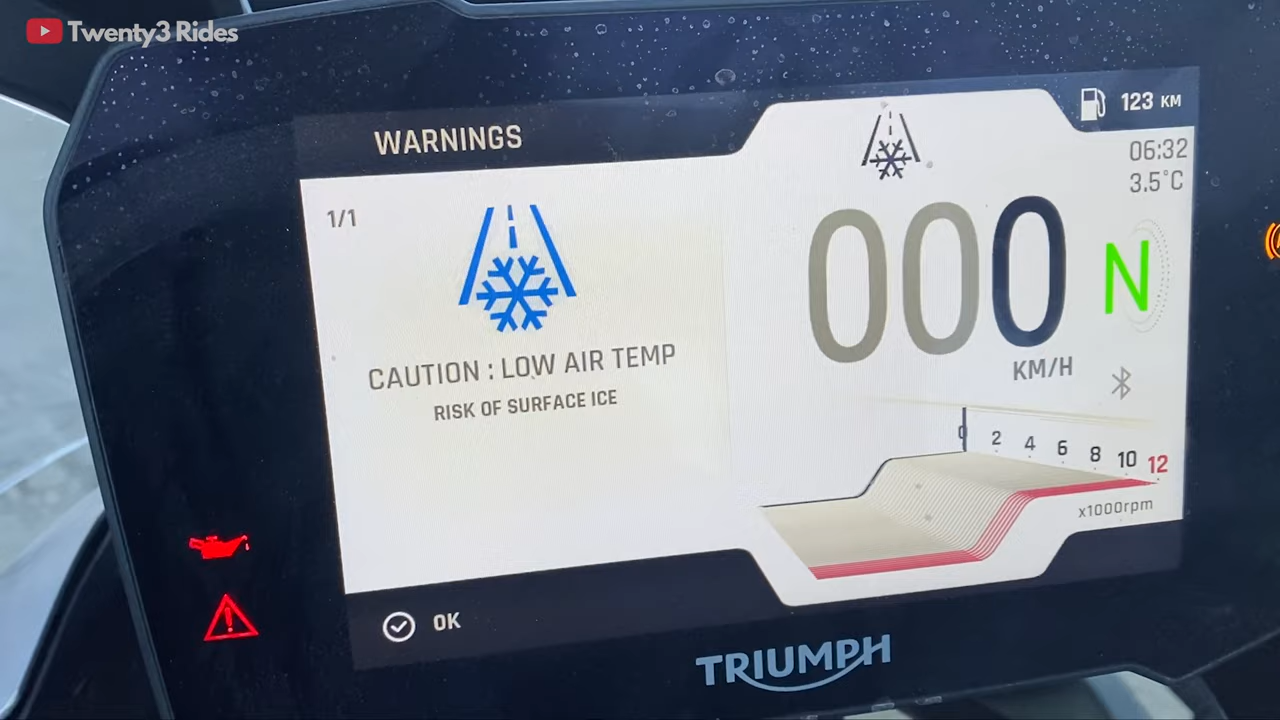 Twenty3 Rides
WARNINGS
123 KM
06:32
3.5°C
1/1
CAUTION : LOW AIR TEMP
RISK OF SURFACE ICE
000
N
KM/H
0 2 4 6 8 10 12
x1000rpm
OK
TRIUMPH